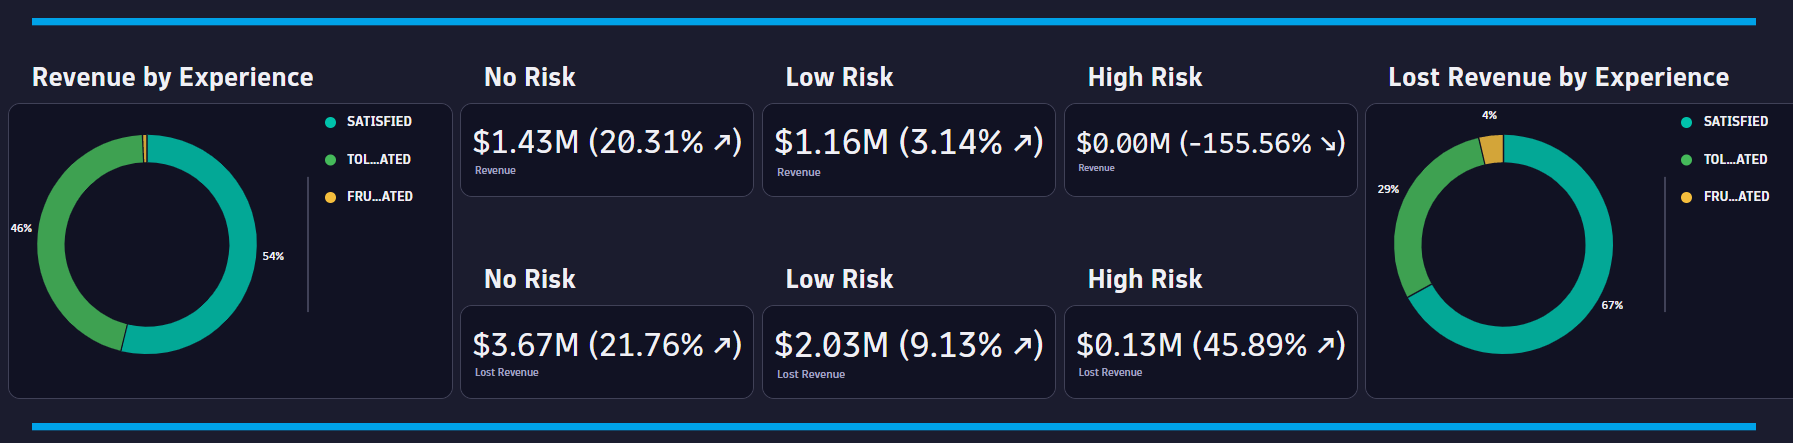 Revenue by Experience
SATISFIED
TOL...ATED
FRU...ATED
46%
54%
No Risk
$1.43M (20.31% ↗)
Revenue
Low Risk
$1.16M (3.14% ↗)
Revenue
High Risk
$0.00M (-155.56% ↘)
Revenue
No Risk
$3.67M (21.76% ↗)
Lost Revenue
Low Risk
$2.03M (9.13% ↗)
Lost Revenue
High Risk
$0.13M (45.89% ↗)
Lost Revenue
Lost Revenue by Experience
4%
SATISFIED
TOL...ATED
FRU...ATED
29%
67%